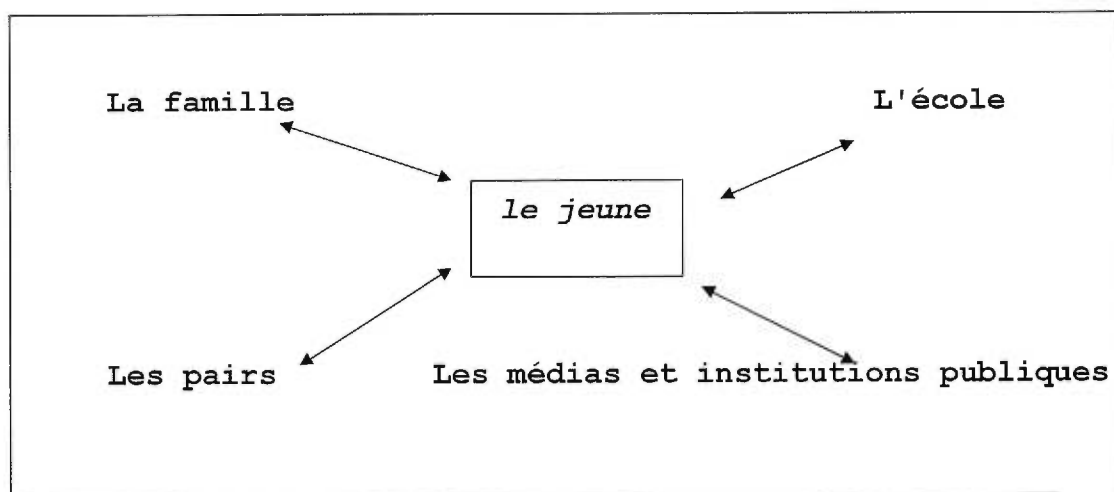 La famille
L'école
le jeune
Les pairs
Les médias et institutions publiques